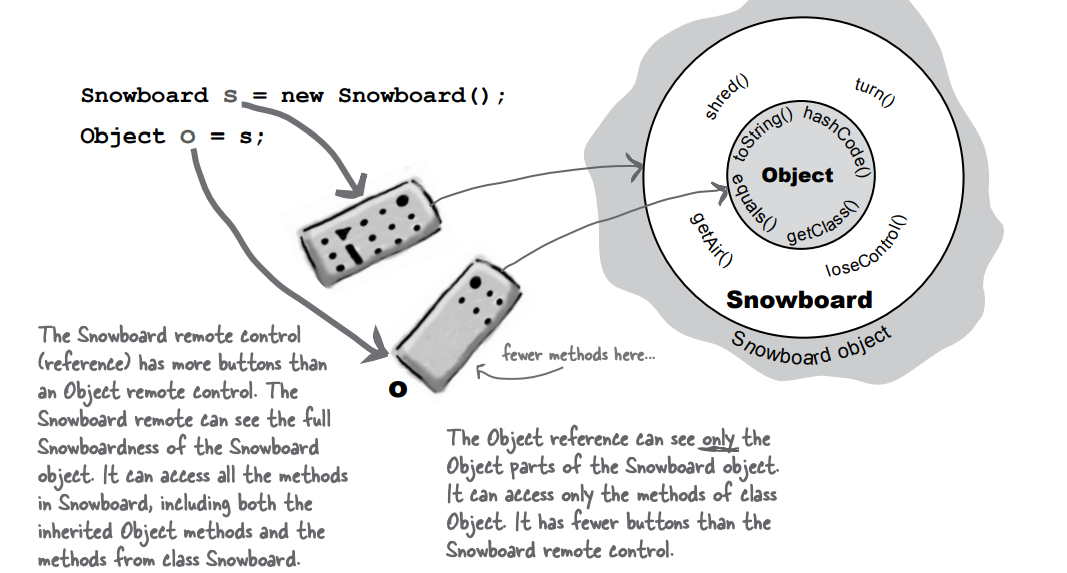 Snowboard s = new Snowboard();
Object o = s;
shred()
turn()
toString()
hashCode()
Object
equals()
getClass()
getAir()
loseControl()
Snowboard
Snowboard object
The Snowboard remote control
(reference) has more buttons than
an Object remote control. The
Snowboard remote can see the full
Snowboardness of the Snowboard
object. It can access all the methods
in Snowboard, including both the
inherited Object methods and the
methods from class Snowboard.
o
fewer methods here...
The Object reference can see only the
Object parts of the Snowboard object.
It can access only the methods of class
Object. It has fewer buttons than the
Snowboard remote control.